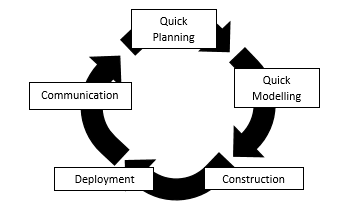 Quick
Planning
Quick
Modelling
Communication
Deployment
Construction